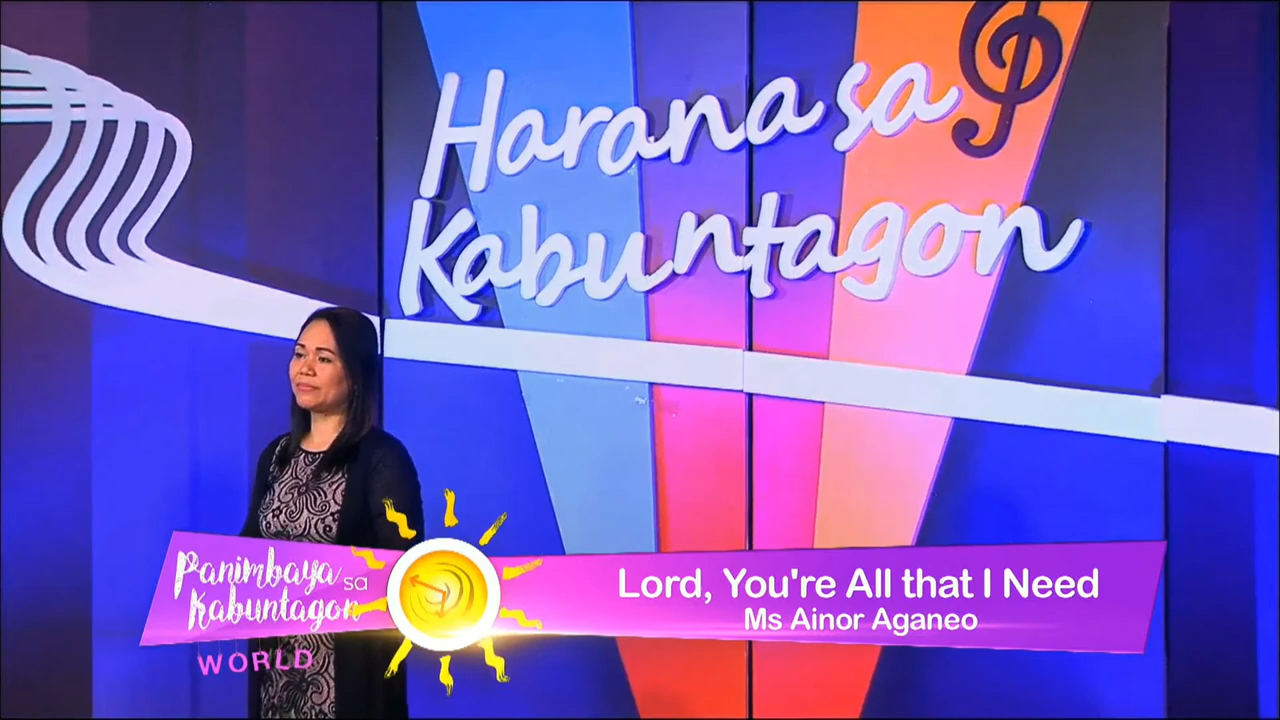 Harana sa
Kabuntagon
Panimbaya sa
Kabuntagon
WORLD
Lord, You're All that I Need
Ms Ainor Aganeo